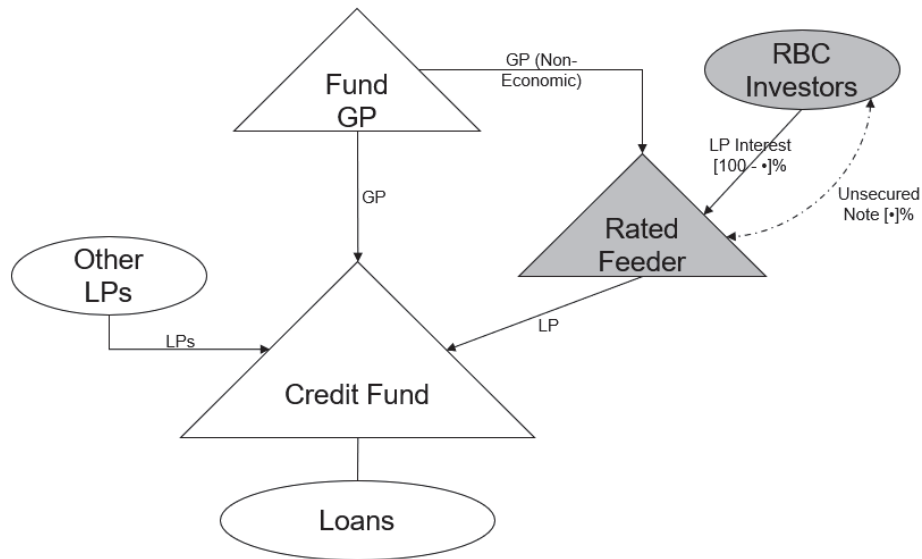 Fund
GP
GP (Non-
Economic)
RBC
Investors
LP Interest
[100 - •]%
Unsecured
Note [•]%
GP
Rated
Feeder
Other
LPs
LPs
LP
Credit Fund
Loans